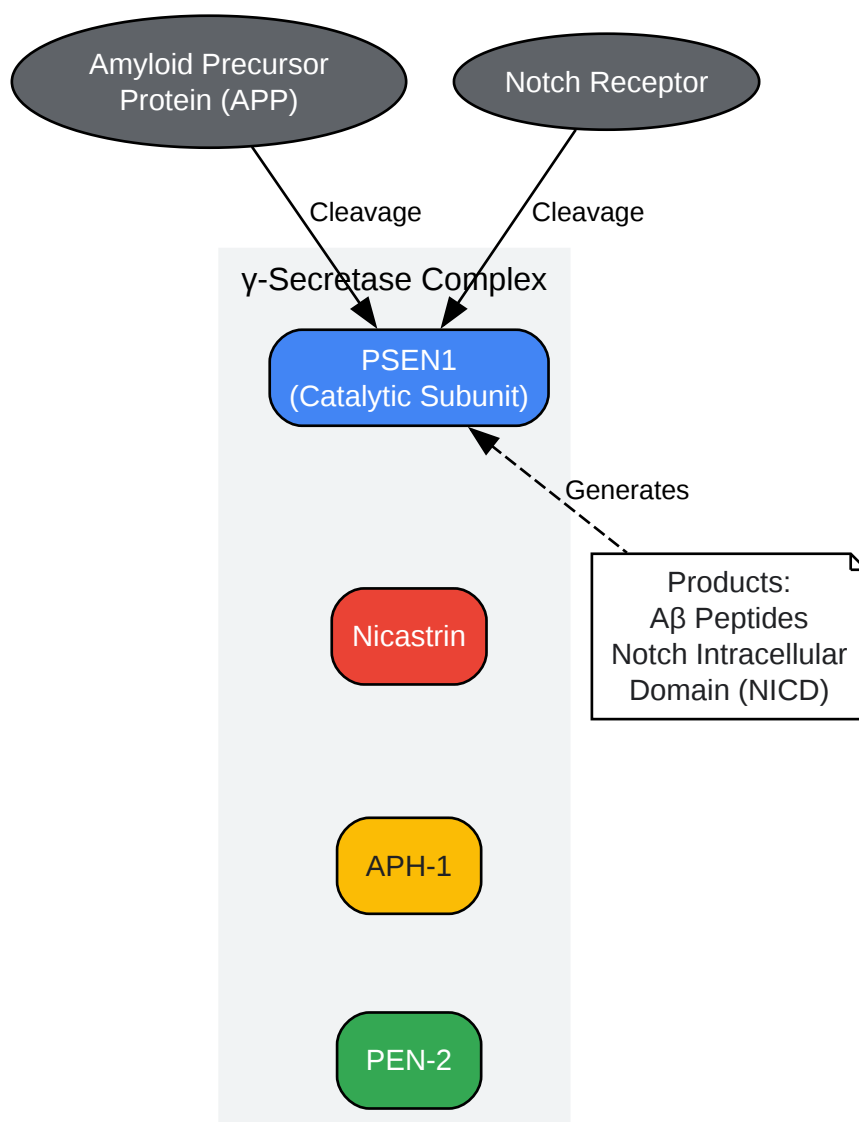 Amyloid Precursor
Protein (APP)
Notch Receptor
Cleavage
Cleavage
γ-Secretase Complex
PSEN1
(Catalytic Subunit)
Generates
Products:
Aβ Peptides
Notch Intracellular
Domain (NICD)
Nicastrin
APH-1
PEN-2